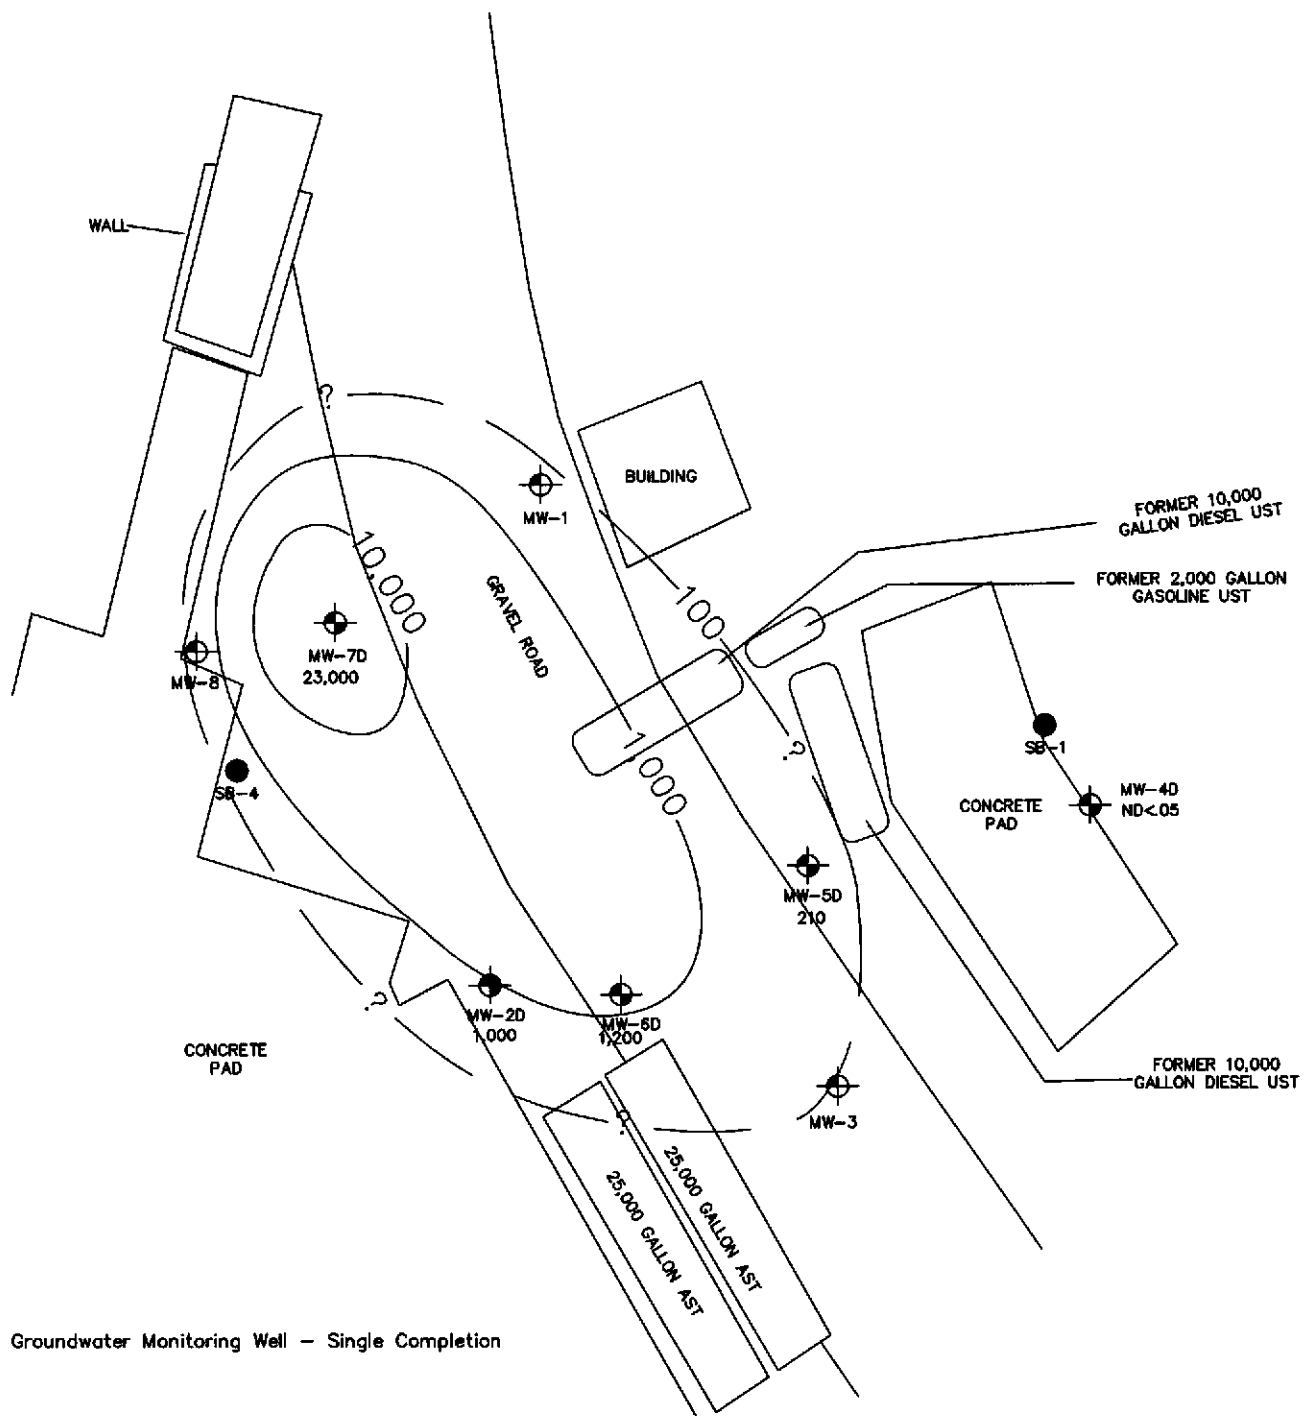 WALL
?
BUILDING
MW-1
FORMER 10,000
GALLON DIESEL UST
10,000
GRAVEL ROAD
100
FORMER 2,000 GALLON
GASOLINE UST
MW-7D
23,000
MW-8
1,000
?
SB-1
SB-4
MW-4D
ND<.05
CONCRETE
PAD
MW-5D
210
?
MW-2D
1,000
MW-6D
1,200
CONCRETE
PAD
FORMER 10,000
GALLON DIESEL UST
?
MW-3
25,000 GALLON AST
25,000 GALLON AST
Groundwater Monitoring Well – Single Completion